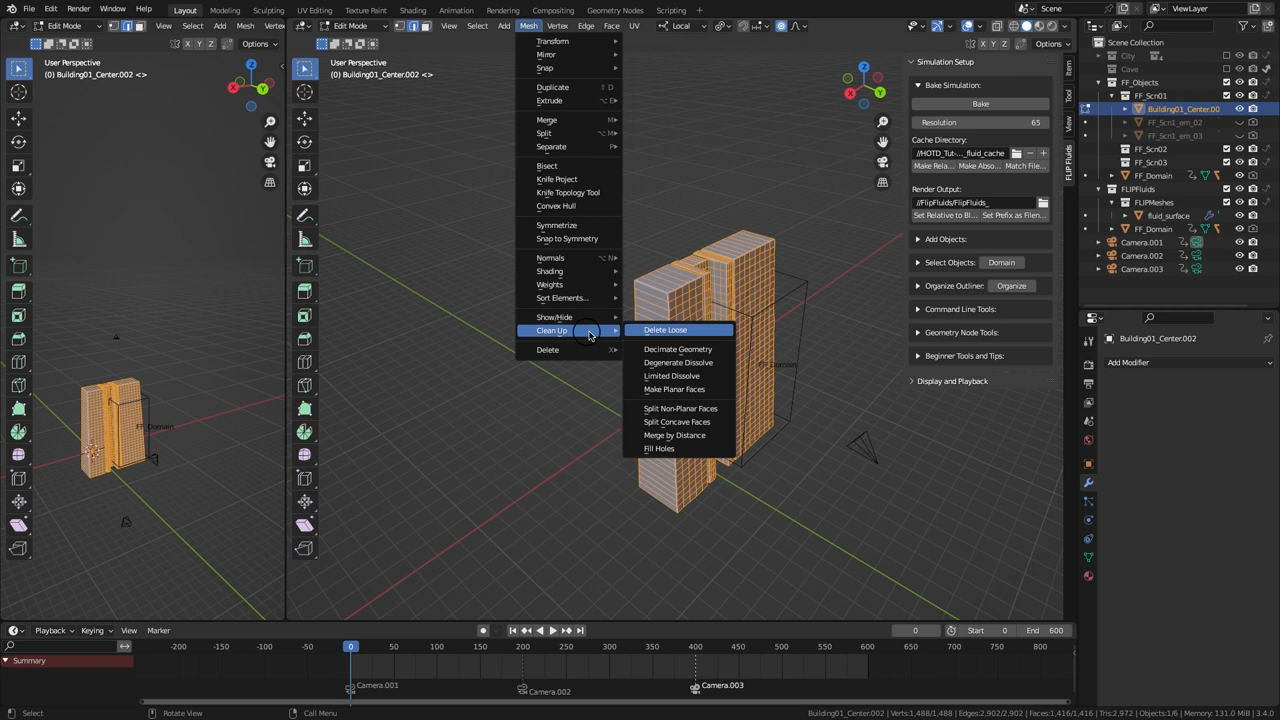 File Edit Render Window Help Layout Modeling Sculpting UV Editing Texture Paint Shading Animation Rendering Compositing Geometry Nodes Scripting + Scene ViewLayer
Edit Mode View Select Add Mesh Vertex
Edit Mode View Select Add Mesh Vertex Edge Face UV Local
X Y Z Options
X Y Z Options
User Perspective
(0) Building01_Center.002 <>
User Perspective
(0) Building01_Center.002 <>
Z
X
Y
Z
X
Y
FF_Domain
FF_Domain
Transform
Mirror
Snap
Duplicate ⇧ D
Extrude ⌥ E
Merge M
Split ⌥ M
Separate P
Bisect
Knife Project
Knife Topology Tool
Convex Hull
Symmetrize
Snap to Symmetry
Normals ⌥ N
Shading
Weights
Sort Elements...
Show/Hide
Clean Up
Delete X
Delete Loose
Decimate Geometry
Degenerate Dissolve
Limited Dissolve
Make Planar Faces
Split Non-Planar Faces
Split Concave Faces
Merge by Distance
Fill Holes
Simulation Setup
Bake Simulation:
Bake
Resolution 65
Cache Directory:
//HOTD_Tut-..._fluid_cache
Make Rela... Make Abso... Match File...
Render Output:
//FlipFluids/FlipFluids_
Set Relative to Bl... Set Prefix as Filen...
Add Objects:
Select Objects: Domain
Organize Outliner: Organize
Command Line Tools:
Geometry Node Tools:
Beginner Tools and Tips:
Display and Playback
Item
Tool
View
FLIP Fluids
Scene Collection
City 4
Cave
FF_Objects
FF_Scn01
Building01_Center.00
FF_Scn1_em_02
FF_Scn1_em_03
FF_Scn02
FF_Scn03
FF_Domain
FLIPFluids
FLIPMeshes
fluid_surface
FF_Domain
Camera.001
Camera.002
Camera.003
Building01_Center.002
Add Modifier
Playback Keying View Marker 0 Start 0 End 600
-200 -150 -100 -50 0 50 100 150 200 250 300 350 400 450 500 550 600 650 700 750 800
Summary
Camera.001 Camera.002 Camera.003
Select Rotate View Call Menu Building01_Center.002 | Verts:1,488/1,488 | Edges:2,902/2,902 | Faces:1,416/1,416 | Tris:2,972 | Objects:1/6 | Memory: 131.0 MiB | 3.4.0